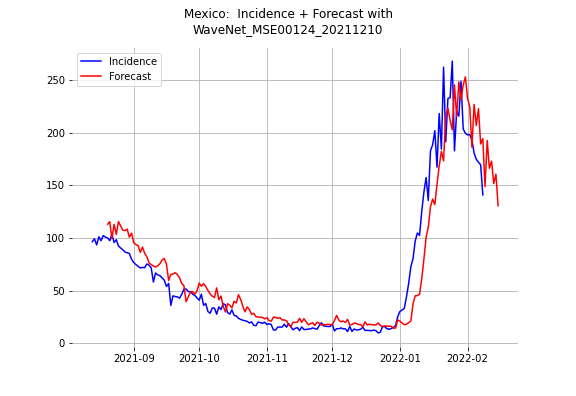 Mexico:  Incidence + Forecast with
WaveNet_MSE00124_20211210
Incidence
Forecast
250
200
150
100
50
0
2021-09 2021-10 2021-11 2021-12 2022-01 2022-02